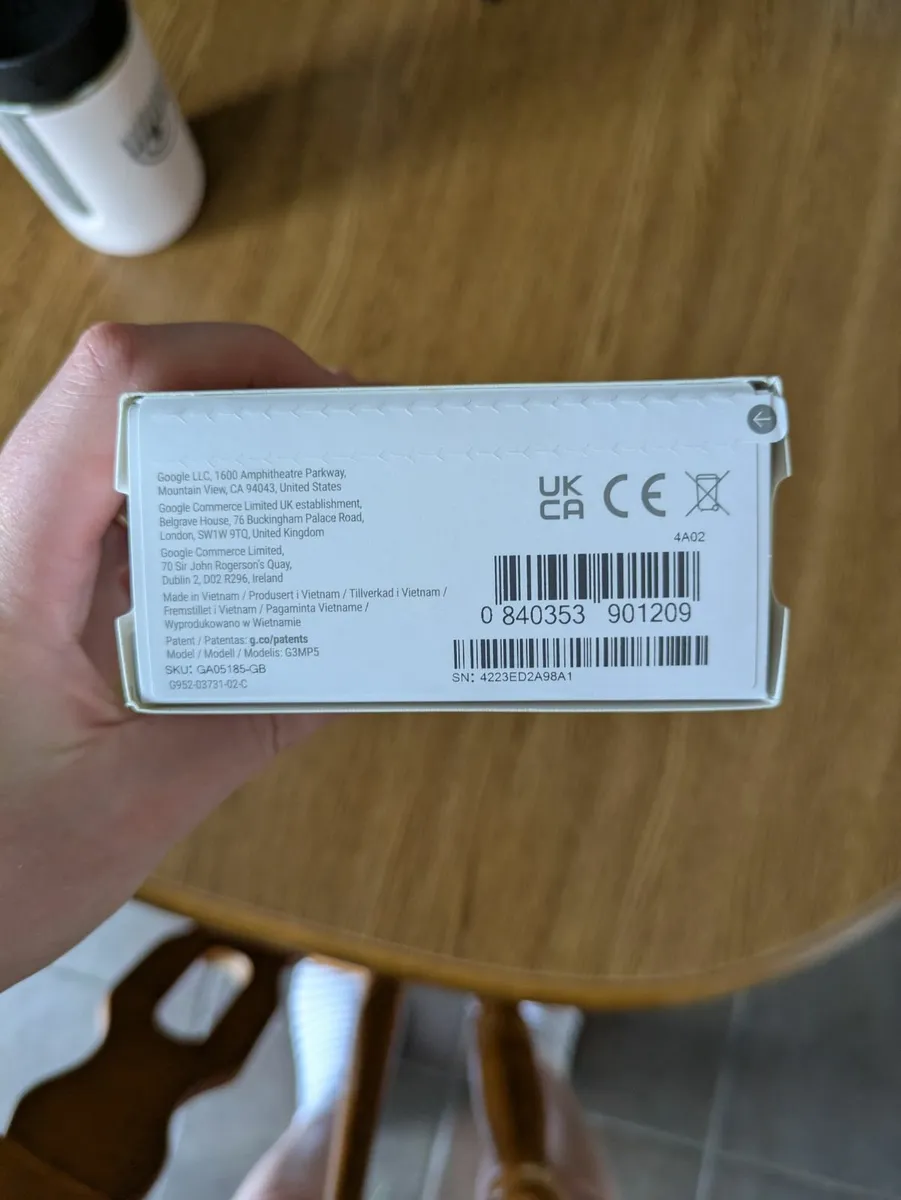 Google LLC, 1600 Amphitheatre Parkway,
Mountain View, CA 94043, United States
Google Commerce Limited UK establishment,
Belgrave House, 76 Buckingham Palace Road,
London, SW1W 9TQ, United Kingdom
Google Commerce Limited,
70 Sir John Rogerson's Quay,
Dublin 2, D02 R296, Ireland
Made in Vietnam / Produsert i Vietnam / Tillverkad i Vietnam /
Fremstillet i Vietnam / Pagaminta Vietname /
Wyprodukowano w Wietnamie
Patent / Patentas: g.co/patents
Model / Modell / Modelis: G3MP5
SKU: GA05185-GB
G952-03731-02-C
UK
CA
CE
4A02
0 840353 901209
SN: 4223ED2A98A1